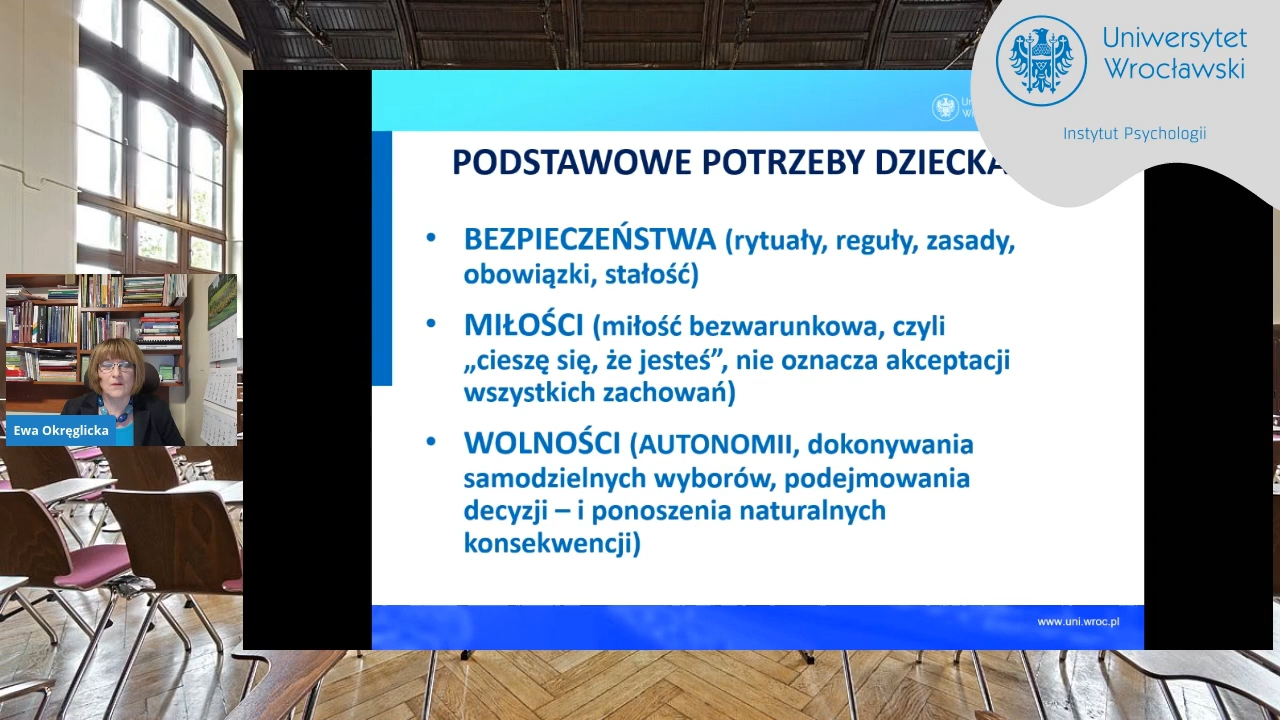 Uniwersytet
Wrocławski
Instytut Psychologii
PODSTAWOWE POTRZEBY DZIECKA
• BEZPIECZEŃSTWA (rytuały, reguły, zasady,
obowiązki, stałość)
• MIŁOŚCI (miłość bezwarunkowa, czyli
„cieszę się, że jesteś”, nie oznacza akceptacji
wszystkich zachowań)
• WOLNOŚCI (AUTONOMII, dokonywania
samodzielnych wyborów, podejmowania
decyzji – i ponoszenia naturalnych
konsekwencji)
Ewa Okręglicka
www.uni.wroc.pl